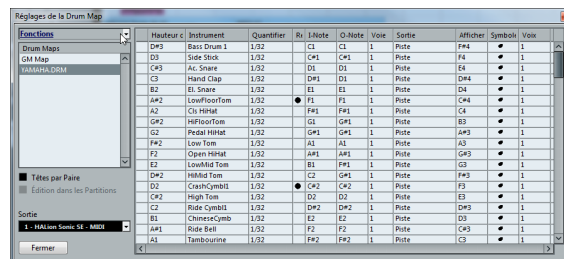 Réglages de la Drum Map
Fonctions
Drum Maps
GM Map
YAMAHA.DRM
Têtes par Paire
Édition dans les Partitions
Sortie
1 - HALion Sonic SE - MIDI
Fermer
Hauteur c Instrument Quantifier I-Note O-Note Voie Sortie Afficher Symbole Voix
D#3 Bass Drum 1 1/32 C1 C1 1 Piste F#4 1
D3 Side Stick 1/32 C#1 C#1 1 Piste F4 1
C#3 Ac. Snare 1/32 D1 D1 1 Piste E4 1
C3 Hand Clap 1/32 D#1 D#1 1 Piste D#4 1
B2 El. Snare 1/32 E1 E1 1 Piste D4 1
A#2 LowFloorTom 1/32 F1 F1 1 Piste C#4 1
A2 Cls HiHat 1/32 F#1 F#1 1 Piste C4 1
G#2 HiFloorTom 1/32 G1 G#1 1 Piste B3 1
G2 Pedal HiHat 1/32 G#1 G#1 1 Piste A#3 1
F#2 Low Tom 1/32 A1 A1 1 Piste A3 1
F2 Open HiHat 1/32 A#1 A#1 1 Piste G#3 1
E2 LowMid Tom 1/32 B1 F#1 1 Piste G3 1
D#2 HiMid Tom 1/32 C2 G#1 1 Piste F#3 1
D2 CrashCymbl1 1/32 C#2 C#2 1 Piste F3 1
C#2 High Tom 1/32 D2 D2 1 Piste E3 1
C2 Ride Cymbl1 1/32 D#2 D#2 1 Piste D#3 1
B1 ChineseCymb 1/32 E2 E2 1 Piste D3 1
A#1 Ride Bell 1/32 F2 F2 1 Piste C#3 1
A1 Tambourine 1/32 F#2 F#2 1 Piste C3 1